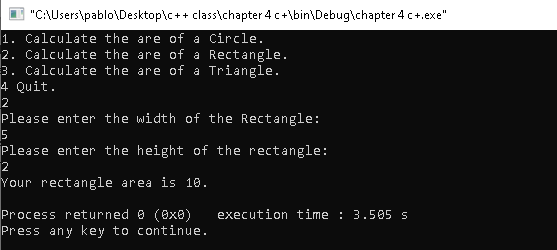 "C:\Users\pablo\Desktop\c++ class\chapter 4 c+\bin\Debug\chapter 4 c+.exe"
1. Calculate the are of a Circle.
2. Calculate the are of a Rectangle.
3. Calculate the are of a Triangle.
4 Quit.
2
Please enter the width of the Rectangle:
5
Please enter the height of the rectangle:
2
Your rectangle area is 10.
Process returned 0 (0x0)   execution time : 3.505 s
Press any key to continue.